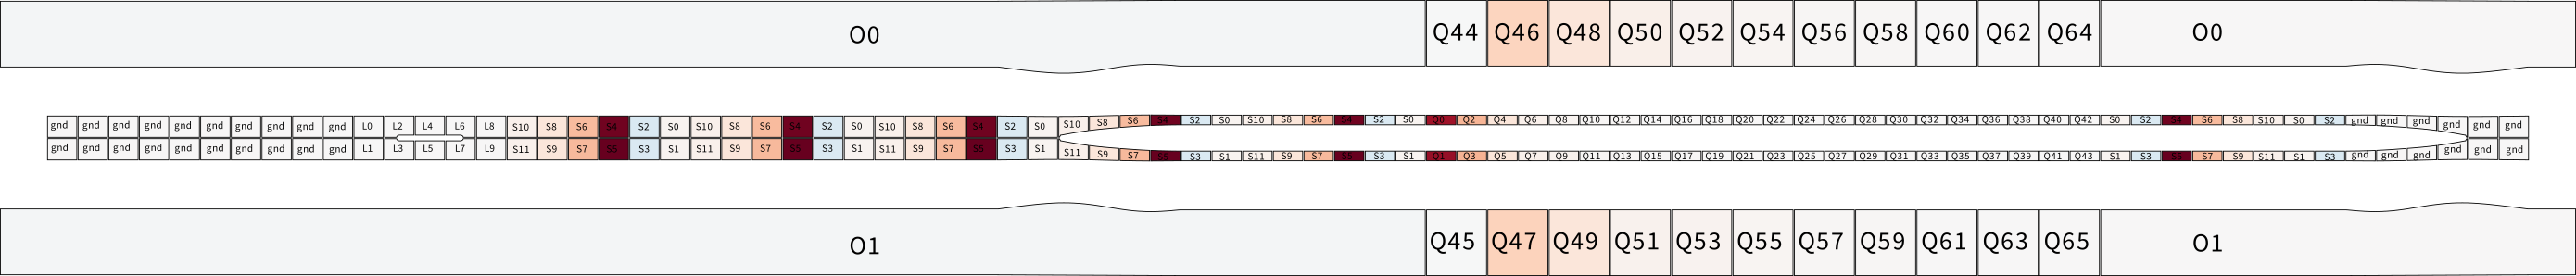 O0 Q44 Q46 Q48 Q50 Q52 Q54 Q56 Q58 Q60 Q62 Q64 O0
gnd gnd gnd gnd gnd gnd gnd gnd gnd gnd L0 L2 L4 L6 L8 S10 S8 S6 S4 S2 S0 S10 S8 S6 S4 S2 S0 S10 S8 S6 S4 S2 S0 S10 S8 S6 S4 S2 S0 S10 S8 S6 S4 S2 S0 Q0 Q2 Q4 Q6 Q8 Q10 Q12 Q14 Q16 Q18 Q20 Q22 Q24 Q26 Q28 Q30 Q32 Q34 Q36 Q38 Q40 Q42 S0 S2 S4 S6 S8 S10 S0 S2 gnd gnd gnd gnd gnd gnd
gnd gnd gnd gnd gnd gnd gnd gnd gnd gnd L1 L3 L5 L7 L9 S11 S9 S7 S5 S3 S1 S11 S9 S7 S5 S3 S1 S11 S9 S7 S5 S3 S1 S11 S9 S7 S5 S3 S1 S11 S9 S7 S5 S3 S1 Q1 Q3 Q5 Q7 Q9 Q11 Q13 Q15 Q17 Q19 Q21 Q23 Q25 Q27 Q29 Q31 Q33 Q35 Q37 Q39 Q41 Q43 S1 S3 S5 S7 S9 S11 S1 S3 gnd gnd gnd gnd gnd gnd
O1 Q45 Q47 Q49 Q51 Q53 Q55 Q57 Q59 Q61 Q63 Q65 O1